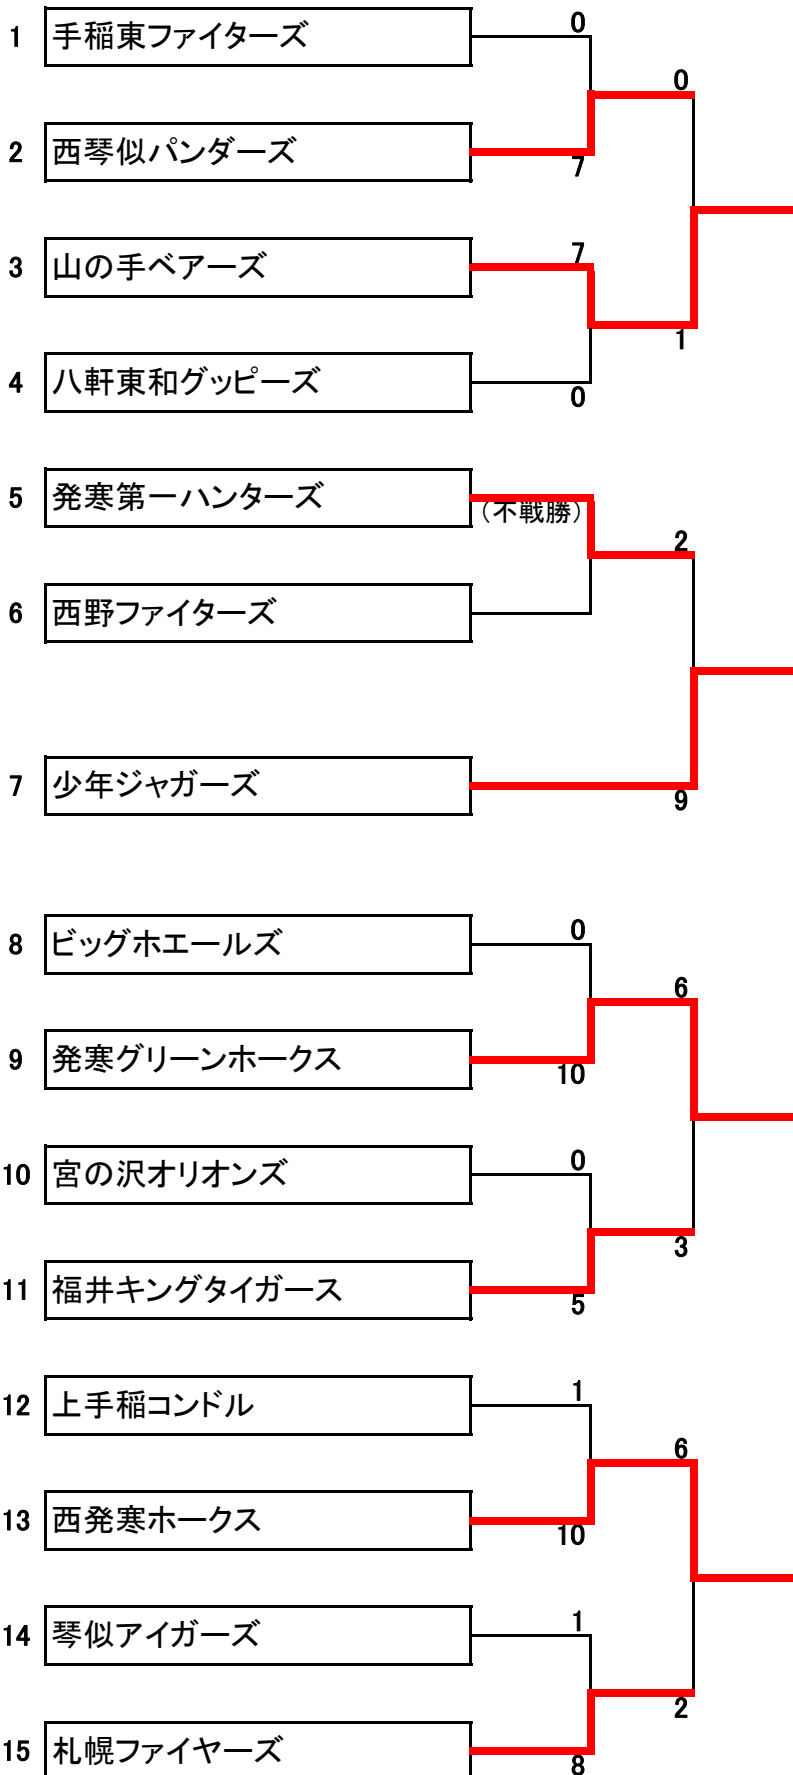 0
1 手稲東ファイターズ
0
2 西琴似パンダーズ
7
7
3 山の手ベアーズ
1
4 八軒東和グッピーズ
0
5 発寒第一ハンターズ
(不戦勝)
2
6 西野ファイターズ
7 少年ジャガーズ
9
0
8 ビッグホエールズ
6
9 発寒グリーンホークス
10
0
10 宮の沢オリオンズ
3
11 福井キングタイガース
5
1
12 上手稲コンドル
6
13 西発寒ホークス
10
1
14 琴似アイガーズ
2
15 札幌ファイヤーズ
8